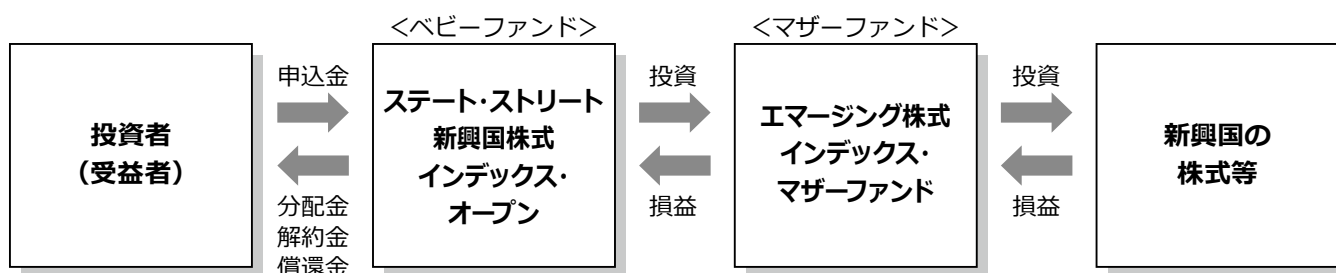 ＜ベビーファンド＞
＜マザーファンド＞
投資者
（受益者）
申込金
分配金
解約金
償還金
ステート・ストリート
新興国株式
インデックス・
オープン
投資
損益
エマージング株式
インデックス・
マザーファンド
投資
損益
新興国の
株式等